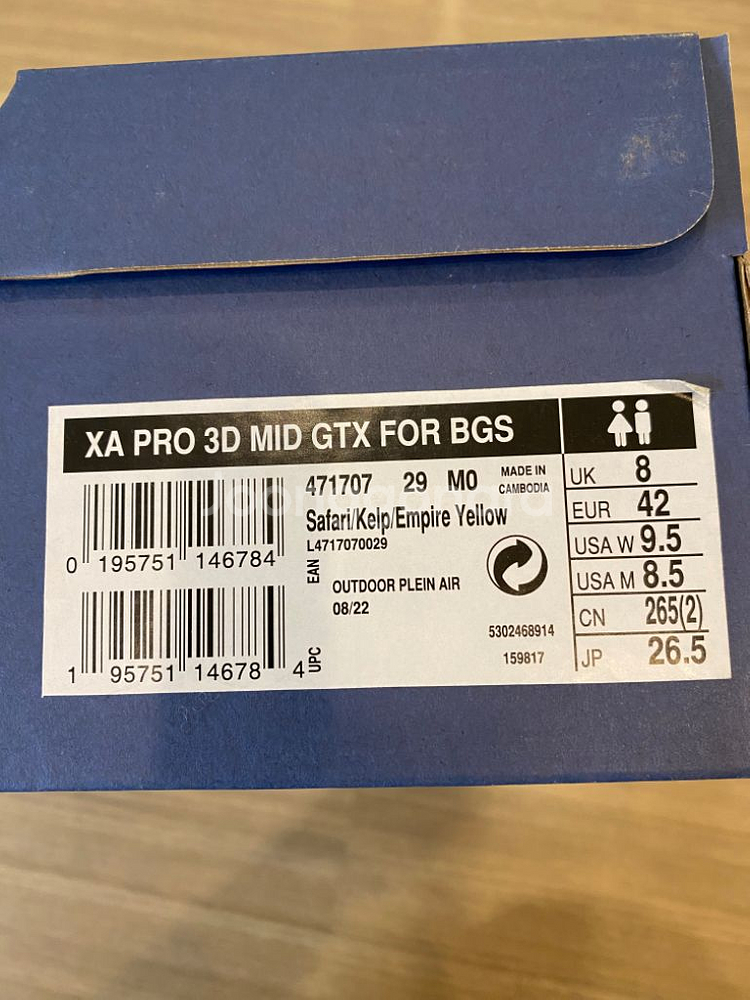 XA PRO 3D MID GTX FOR BGS
471707 29 M0
MADE IN
CAMBODIA
Safari/Kelp/Empire Yellow
L4717070029
0 195751 146784
EAN
OUTDOOR PLEIN AIR
08/22
1 95751 14678 4
UPC
5302468914
159817
UK 8
EUR 42
USA W 9.5
USA M 8.5
CN 265(2)
JP 26.5